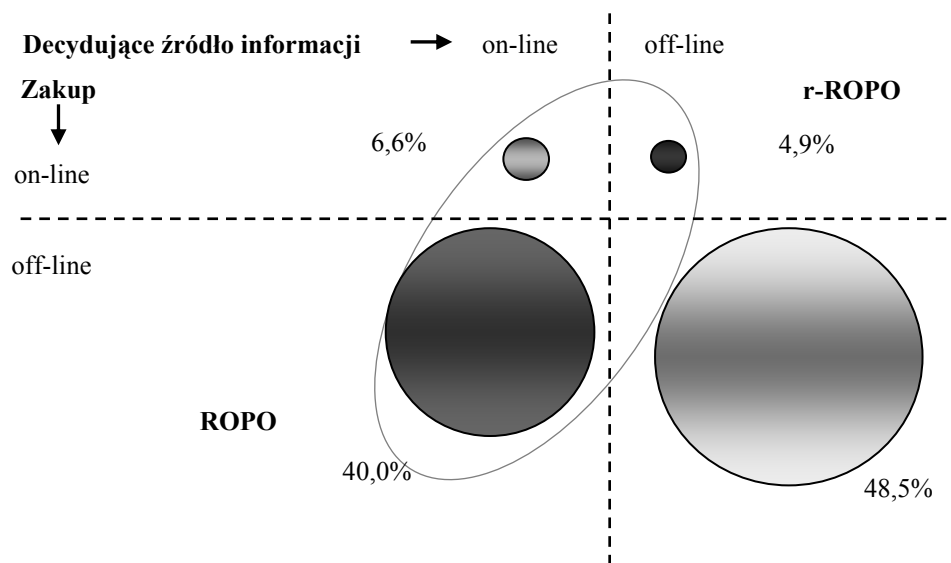 Decydujące źródło informacji on-line off-line
Zakup r-ROPO
6,6% 4,9%
on-line
off-line
ROPO
40,0%
48,5%